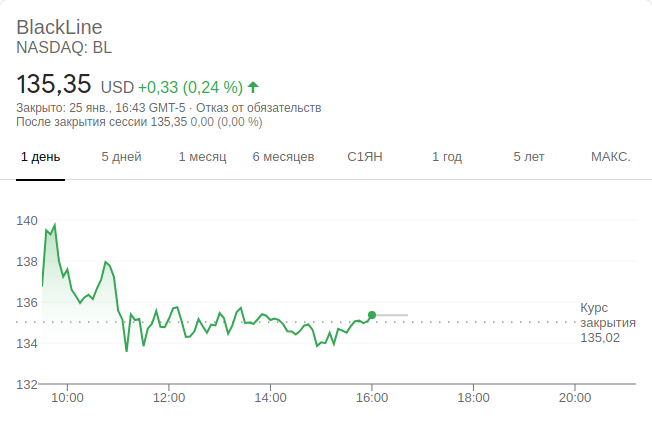 BlackLine
NASDAQ: BL
135,35 USD +0,33 (0,24 %)
Закрыто: 25 янв., 16:43 GMT-5 · Отказ от обязательств
После закрытия сессии 135,35 0,00 (0,00 %)
1 день 5 дней 1 месяц 6 месяцев С1ЯН 1 год 5 лет МАКС.
140
138
136
134
132
Курс
закрытия
135,02
10:00 12:00 14:00 16:00 18:00 20:00